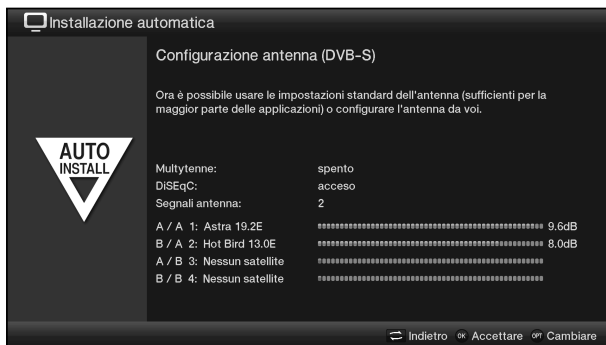 Installazione automatica
Configurazione antenna (DVB-S)
Ora è possibile usare le impostazioni standard dell'antenna (sufficienti per la
maggior parte delle applicazioni) o configurare l'antenna da voi.
AUTO
INSTALL
Multytenne: spento
DiSEqC: acceso
Segnali antenna: 2
A / A 1: Astra 19.2E 9.6dB
B / A 2: Hot Bird 13.0E 8.0dB
A / B 3: Nessun satellite
B / B 4: Nessun satellite
Indietro OK Accettare OPT Cambiare